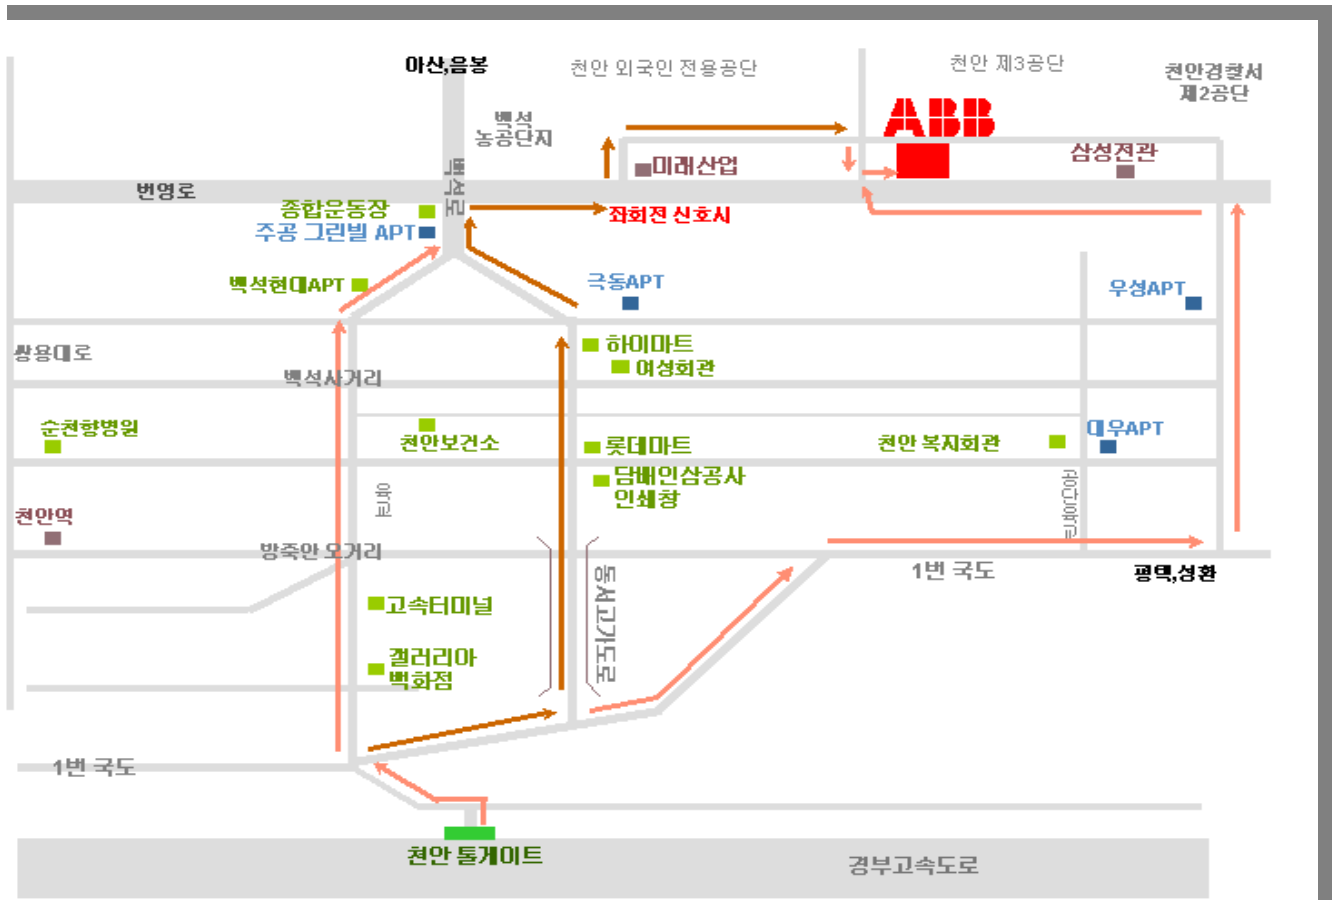 아산,음봉
천안 외국인 전용공단
천안 제3공단
천안경찰서
제2공단
ABB
백석
농공단지
미래산업
삼성전관
번영로
백석로
종합운동장
좌회전 신호시
주공 그린빌 APT
백석현대APT
극동APT
우성APT
하이마트
쌍용대로
여성회관
백석사거리
순천향병원
천안보건소
롯데마트
천안 복지회관
대우APT
담배인삼공사
인쇄창
육교
공단육교
천안역
방죽안 오거리
1번 국도
평택,성환
동서고가도로
고속터미널
갤러리아
백화점
1번 국도
천안 톨게이트
경부고속도로